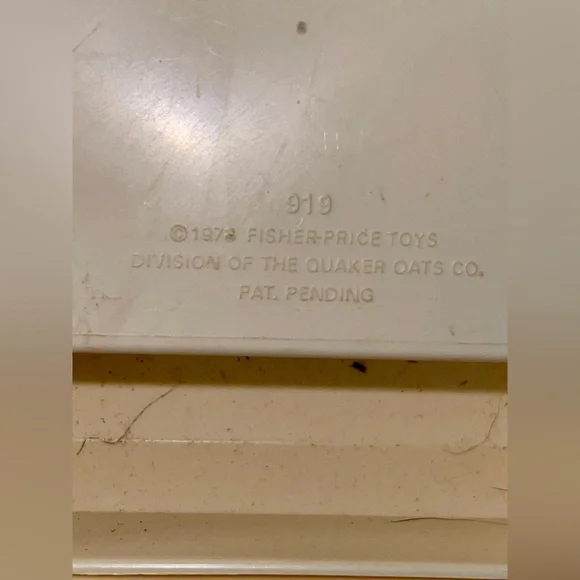 919
©1978 FISHER-PRICE TOYS
DIVISION OF THE QUAKER OATS CO.
PAT. PENDING